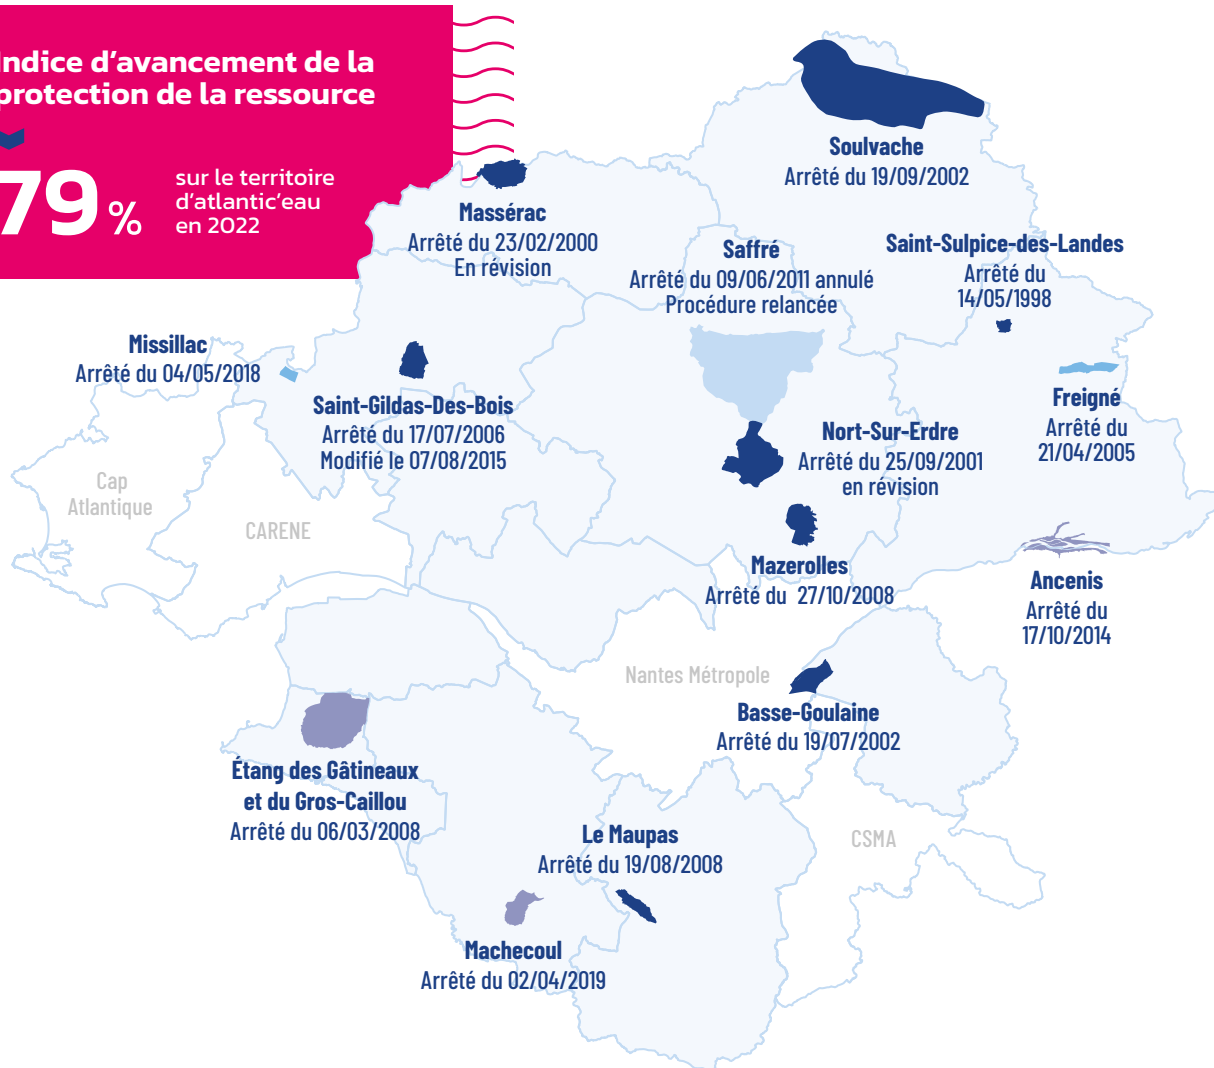 Indice d'avancement de la
protection de la ressource
79 %
sur le territoire
d'atlantic'eau
en 2022
Soulvache
Arrêté du 19/09/2002
Massérac
Arrêté du 23/02/2000
En révision
Saffré
Arrêté du 09/06/2011 annulé
Procédure relancée
Saint-Sulpice-des-Landes
Arrêté du
14/05/1998
Missillac
Arrêté du 04/05/2018
Saint-Gildas-Des-Bois
Arrêté du 17/07/2006
Modifié le 07/08/2015
Freigné
Arrêté du
21/04/2005
Nort-Sur-Erdre
Arrêté du 25/09/2001
en révision
Cap
Atlantique
CARENE
Mazerolles
Arrêté du 27/10/2008
Ancenis
Arrêté du
17/10/2014
Nantes Métropole
Basse-Goulaine
Arrêté du 19/07/2002
Étang des Gâtineaux
et du Gros-Caillou
Arrêté du 06/03/2008
Le Maupas
Arrêté du 19/08/2008
CSMA
Machecoul
Arrêté du 02/04/2019